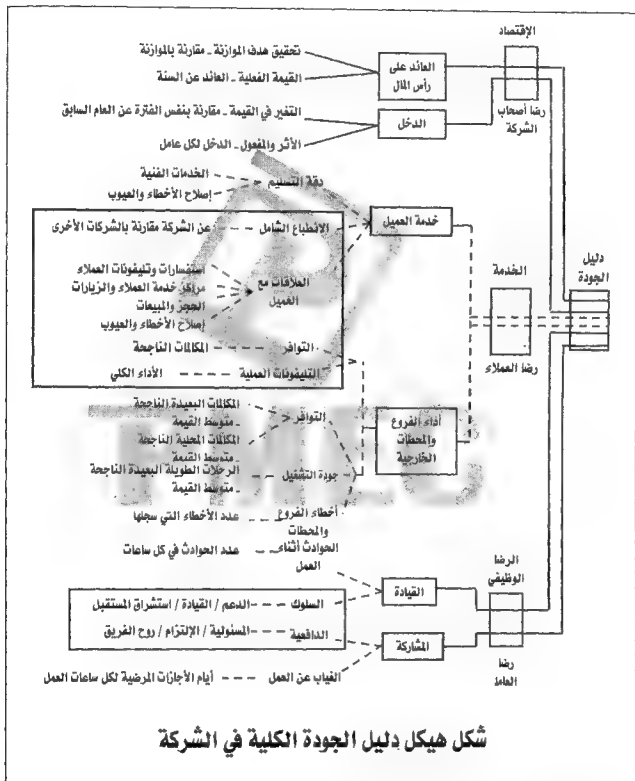 الإقتصاد
رضا أصحاب
الشركة
العائد على
رأس المال
تحقيق هدف الموازنة - مقارنة بالموازنة
القيمة الفعلية - العائد عن السنة
الدخل
التغير في القيمة - مقارنة بنفس الفترة عن العام السابق
الأثر والمفعول - الدخل لكل عامل
دليل
الجودة
الخدمة
رضا العملاء
خدمة العميل
دقة التسليم
الخدمات الفنية
إصلاح الأخطاء والعيوب
الإنطباع الشامل
عن الشركة مقارنة بالشركات الأخرى
العلاقات مع
العميل
استفسارات وتليفونات العملاء
مراكز خدمة العملاء والزيارات
الحجز والمبيعات
إصلاح الأخطاء والعيوب
التوافر
المكالمات الناجحة
التليفونات العملية
الأداء الكلي
أداء الفروع
والمحطات
الخارجية
التوافر
المكالمات البعيدة الناجحة
- متوسط القيمة
المكالمات المحلية الناجحة
- متوسط القيمة
جودة التشغيل
الرحلات الطويلة البعيدة الناجحة
- متوسط القيمة
أخطاء الفروع
والمحطات
عدد الأخطاء التي سجلها
الحوادث أثناء
العمل
عدد الحوادث في كل ساعات
الرضا
الوظيفي
رضا
العامل
القيادة
السلوك
الدعم / القيادة / استشراق المستقبل
الدافعية
المسئولية / الإلتزام / روح الفريق
المشاركة
الغياب عن العمل
أيام الأجازات المرضية لكل ساعات العمل
شكل هيكل دليل الجودة الكلية في الشركة